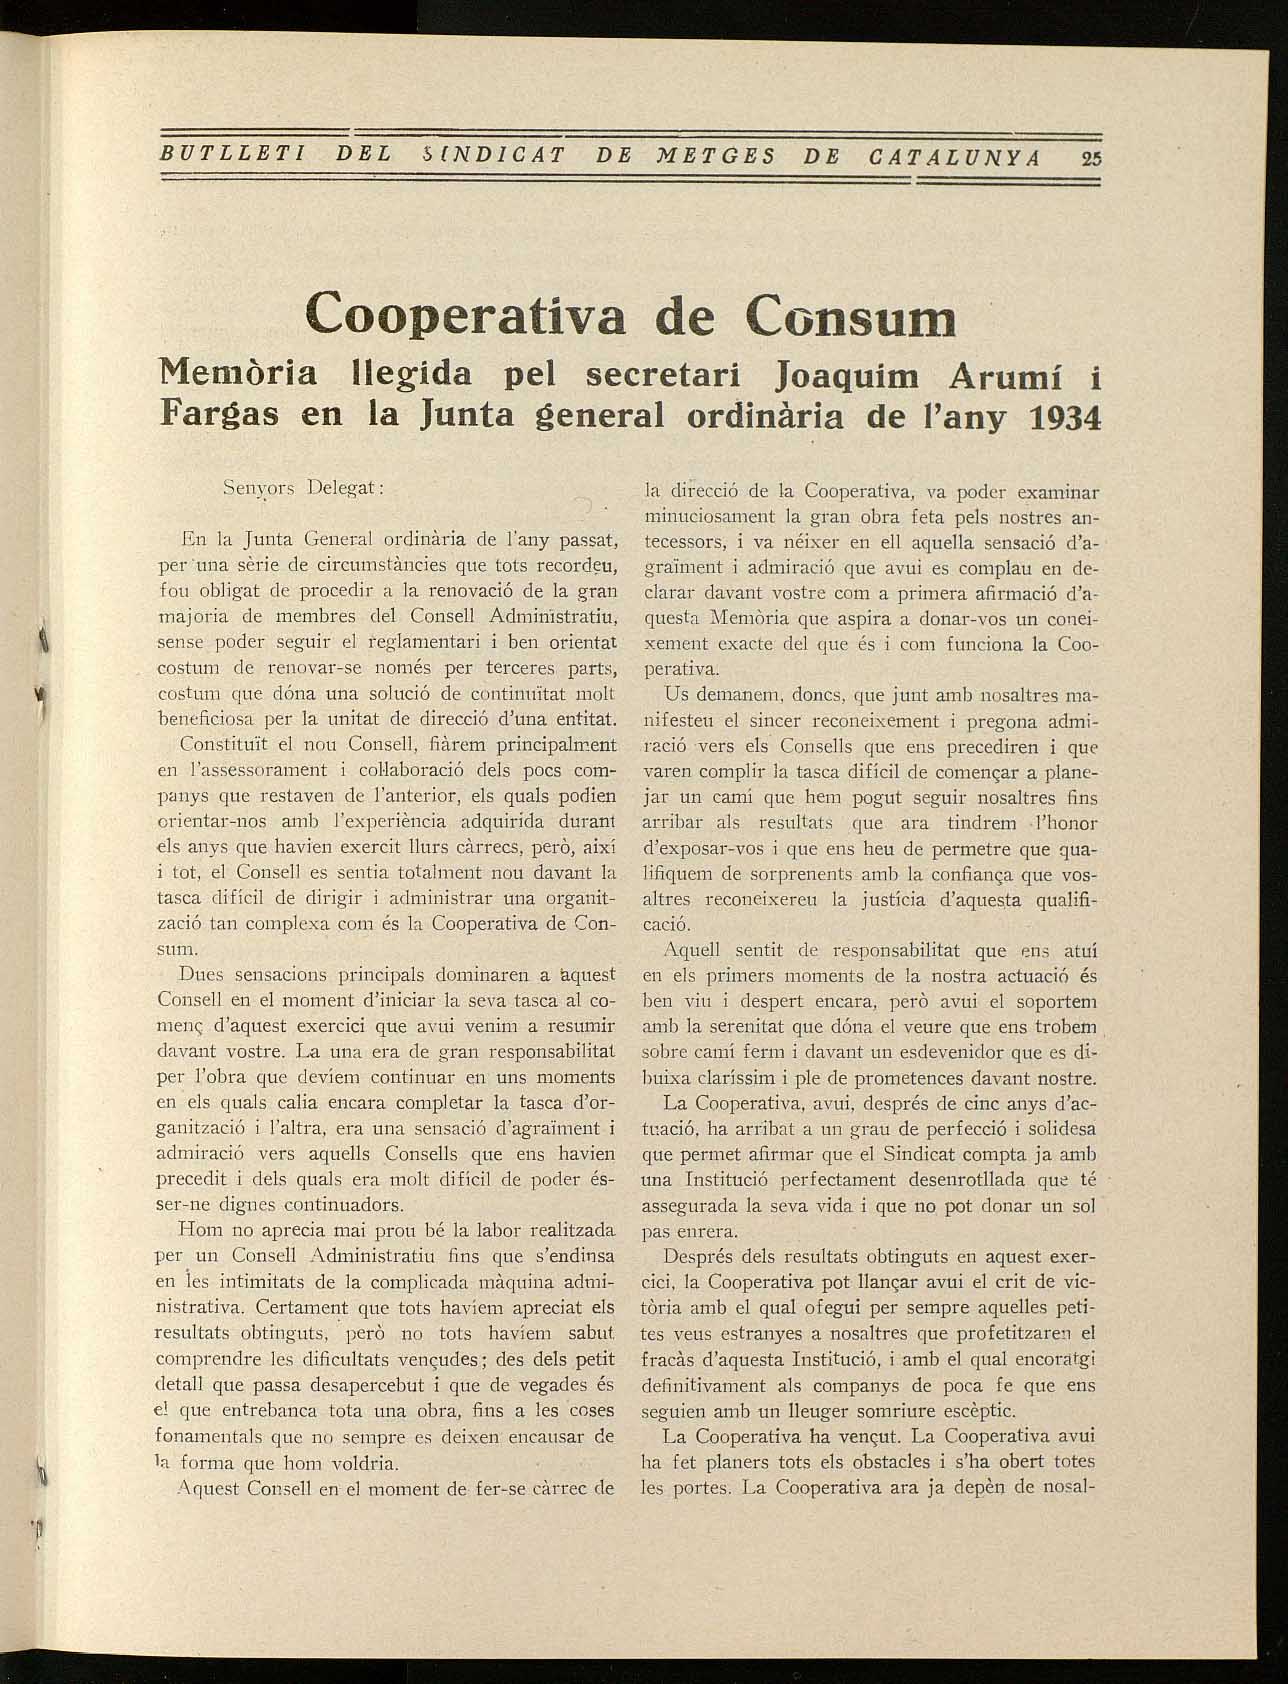 BUTLLETI DEL SINDICAT DE METGES DE CATALUNYA 25
Cooperativa de Consum
Memòria llegida pel secretari Joaquim Arumí i
Fargas en la Junta general ordinària de l'any 1934
Senyors Delegat:
En la Junta General ordinària de l'any passat,
per una sèrie de circumstàncies que tots recordeu,
fou obligat de procedir a la renovació de la gran
majoria de membres del Consell Administratiu,
sense poder seguir el reglamentari i ben orientat
costum de renovar-se només per terceres parts,
costum que dóna una solució de continuïtat molt
beneficiosa per la unitat de direcció d'una entitat.
Constituït el nou Consell, fiàrem principalment
en l'assessorament i col·laboració dels pocs com-
panys que restaven de l'anterior, els quals podien
orientar-nos amb l'experiència adquirida durant
els anys que havien exercit llurs càrrecs, però, així
i tot, el Consell es sentia totalment nou davant la
tasca difícil de dirigir i administrar una organit-
zació tan complexa com és la Cooperativa de Con-
sum.
Dues sensacions principals dominaren a aquest
Consell en el moment d'iniciar la seva tasca al co-
menç d'aquest exercici que avui venim a resumir
davant vostre. La una era de gran responsabilitat
per l'obra que devíem continuar en uns moments
en els quals calia encara completar la tasca d'or-
ganització i l'altra, era una sensació d'agraïment i
admiració vers aquells Consells que ens havien
precedit i dels quals era molt difícil de poder és-
ser-ne dignes continuadors.
Hom no aprecia mai prou bé la labor realitzada
per un Consell Administratiu fins que s'endinsa
en les intimitats de la complicada màquina admi-
nistrativa. Certament que tots havíem apreciat els
resultats obtinguts, però no tots havíem sabut
comprendre les dificultats vençudes; des dels petit
detall que passa desapercebut i que de vegades és
el que entrebanca tota una obra, fins a les coses
fonamentals que no sempre es deixen encausar de
la forma que hom voldria.
Aquest Consell en el moment de fer-se càrrec de
la direcció de la Cooperativa, va poder examinar
minuciosament la gran obra feta pels nostres an-
tecessors, i va néixer en ell aquella sensació d'a-
graïment i admiració que avui es complau en de-
clarar davant vostre com a primera afirmació d'a-
questa Memòria que aspira a donar-vos un conei-
xement exacte del que és i com funciona la Coo-
perativa.
Us demanem, doncs, que junt amb nosaltres ma-
nifesteu el sincer reconeixement i pregona admi-
ració vers els Consells que ens precediren i que
varen complir la tasca difícil de començar a plane-
jar un camí que hem pogut seguir nosaltres fins
arribar als resultats que ara tindrem l'honor
d'exposar-vos i que ens heu de permetre que qua-
lifiquem de sorprenents amb la confiança que vos-
altres reconeixereu la justícia d'aquesta qualifi-
cació.
Aquell sentit de responsabilitat que ens atuí
en els primers moments de la nostra actuació és
ben viu i despert encara, però avui el soportem
amb la serenitat que dóna el veure que ens trobem
sobre camí ferm i davant un esdevenidor que es di-
buixa claríssim i ple de prometences davant nostre.
La Cooperativa, avui, després de cinc anys d'ac-
tuació, ha arribat a un grau de perfecció i solidesa
que permet afirmar que el Sindicat compta ja amb
una Institució perfectament desenrotllada que té
assegurada la seva vida i que no pot donar un sol
pas enrera.
Després dels resultats obtinguts en aquest exer-
cici, la Cooperativa pot llançar avui el crit de vic-
tòria amb el qual ofegui per sempre aquelles peti-
tes veus estranyes a nosaltres que profetitzaren el
fracàs d'aquesta Institució, i amb el qual encoratgi
definitivament als companys de poca fe que ens
seguien amb un lleuger somriure escèptic.
La Cooperativa ha vençut. La Cooperativa avui
ha fet planers tots els obstacles i s'ha obert totes
les portes. La Cooperativa ara ja depèn de nosal-